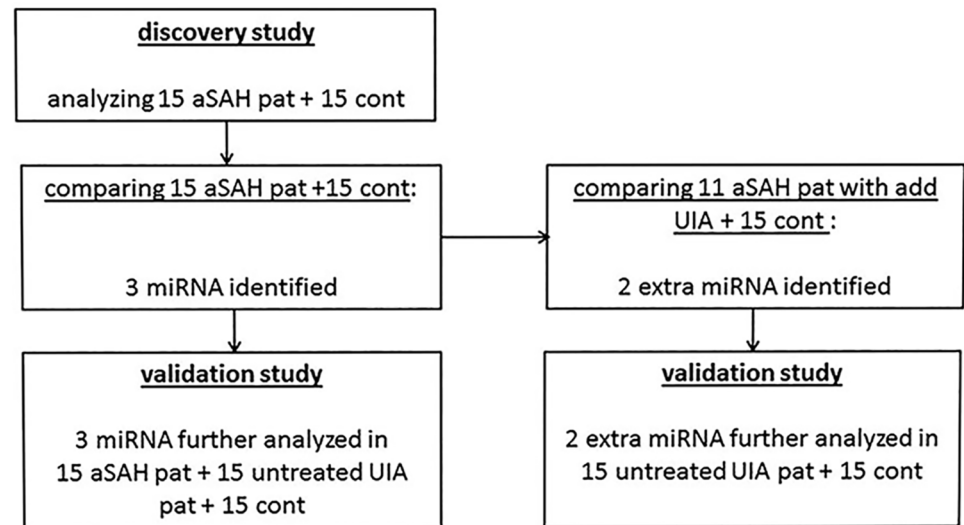 discovery study
analyzing 15 aSAH pat + 15 cont
comparing 15 aSAH pat +15 cont:
3 miRNA identified
comparing 11 aSAH pat with add
UIA + 15 cont :
2 extra miRNA identified
validation study
3 miRNA further analyzed in
15 aSAH pat + 15 untreated UIA
pat + 15 cont
validation study
2 extra miRNA further analyzed in
15 untreated UIA pat + 15 cont